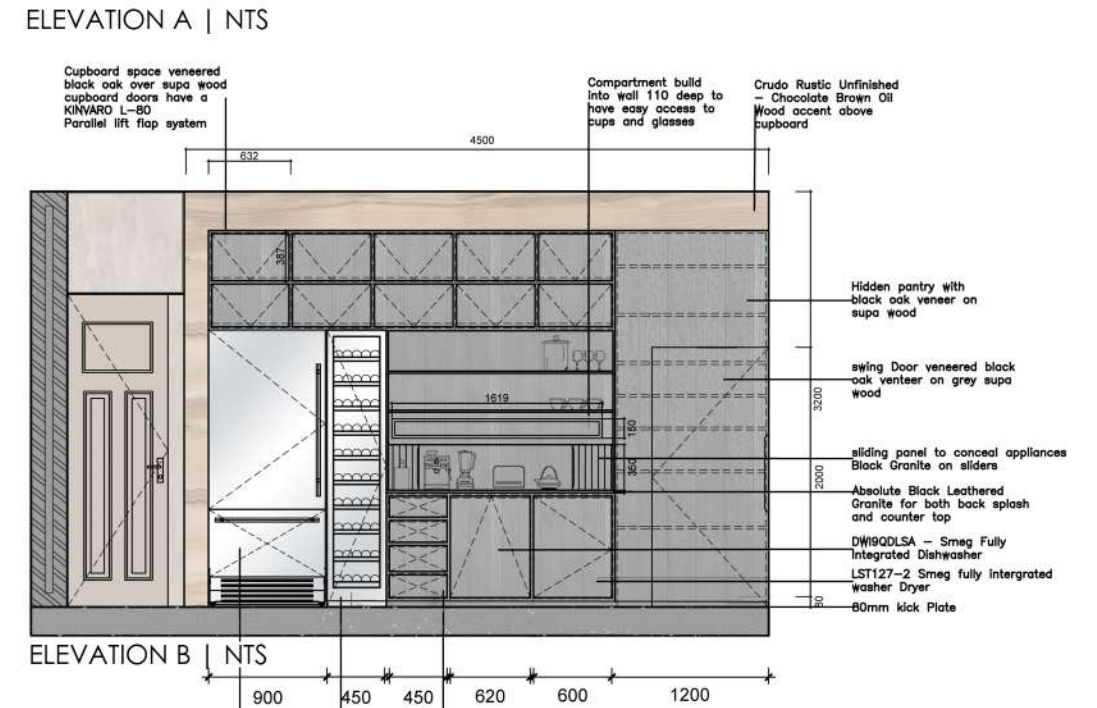 ELEVATION A | NTS
Cupboard space veneered
black oak over supa wood
cupboard doors have a
KINVARO L-80
Parallel lift flap system
Compartment build
into wall 110 deep to
have easy access to
cups and glasses
Crudo Rustic Unfinished
- Chocolate Brown Oil
Wood accent above
cupboard
4500
632
387
Hidden pantry with
black oak veneer on
supa wood
swing Door veneered black
oak venteer on grey supa
wood
3200
1619
150
350
sliding panel to conceal appliances
Black Granite on sliders
2000
Absolute Black Leathered
Granite for both back splash
and counter top
DWI9QDLSA - Smeg Fully
Integrated Dishwasher
LST127-2 Smeg fully intergrated
washer Dryer
80
80mm kick Plate
ELEVATION B | NTS
900 450 450 620 600 1200